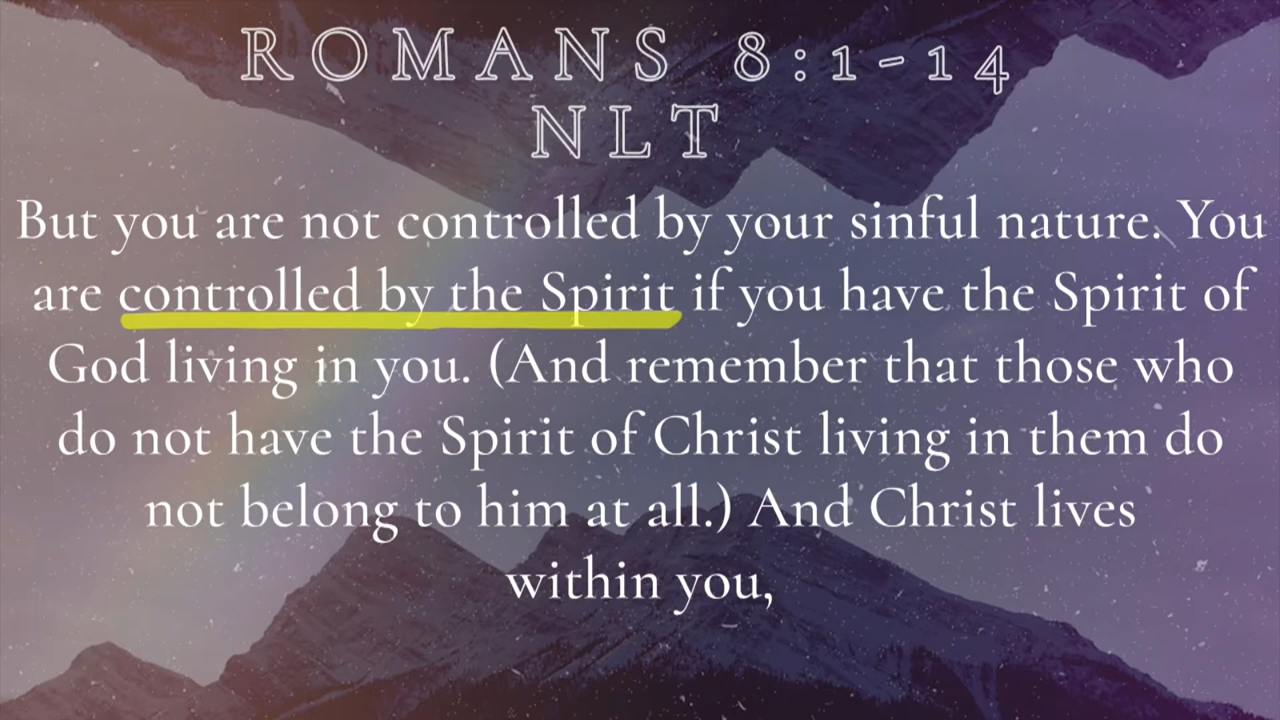 ROMANS 8:1-14
NLT
But you are not controlled by your sinful nature. You
are controlled by the Spirit if you have the Spirit of
God living in you. (And remember that those who
do not have the Spirit of Christ living in them do
not belong to him at all.) And Christ lives
within you,